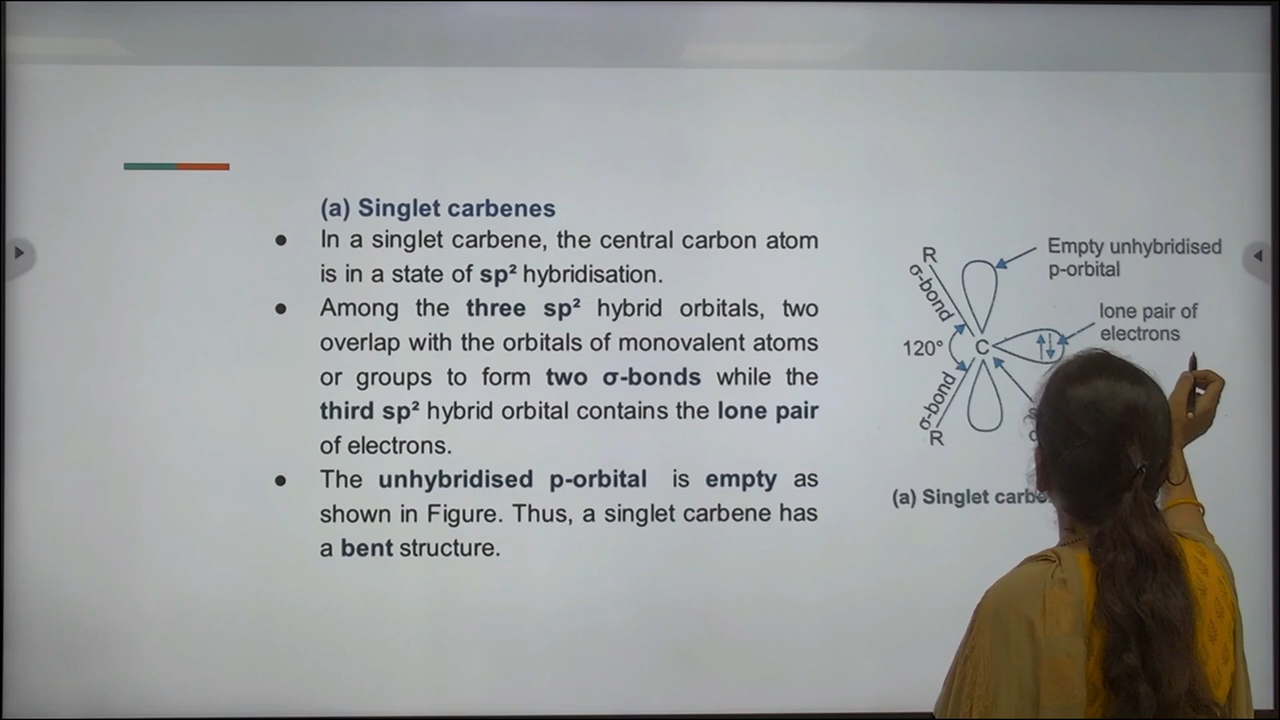 (a) Singlet carbenes
● In a singlet carbene, the central carbon atom
is in a state of sp² hybridisation.
● Among the three sp² hybrid orbitals, two
overlap with the orbitals of monovalent atoms
or groups to form two σ-bonds while the
third sp² hybrid orbital contains the lone pair
of electrons.
● The unhybridised p-orbital is empty as
shown in Figure. Thus, a singlet carbene has
a bent structure.
Empty unhybridised
p-orbital
R
σ-bond
lone pair of
electrons
120°
C
σ-bond
R
(a) Singlet